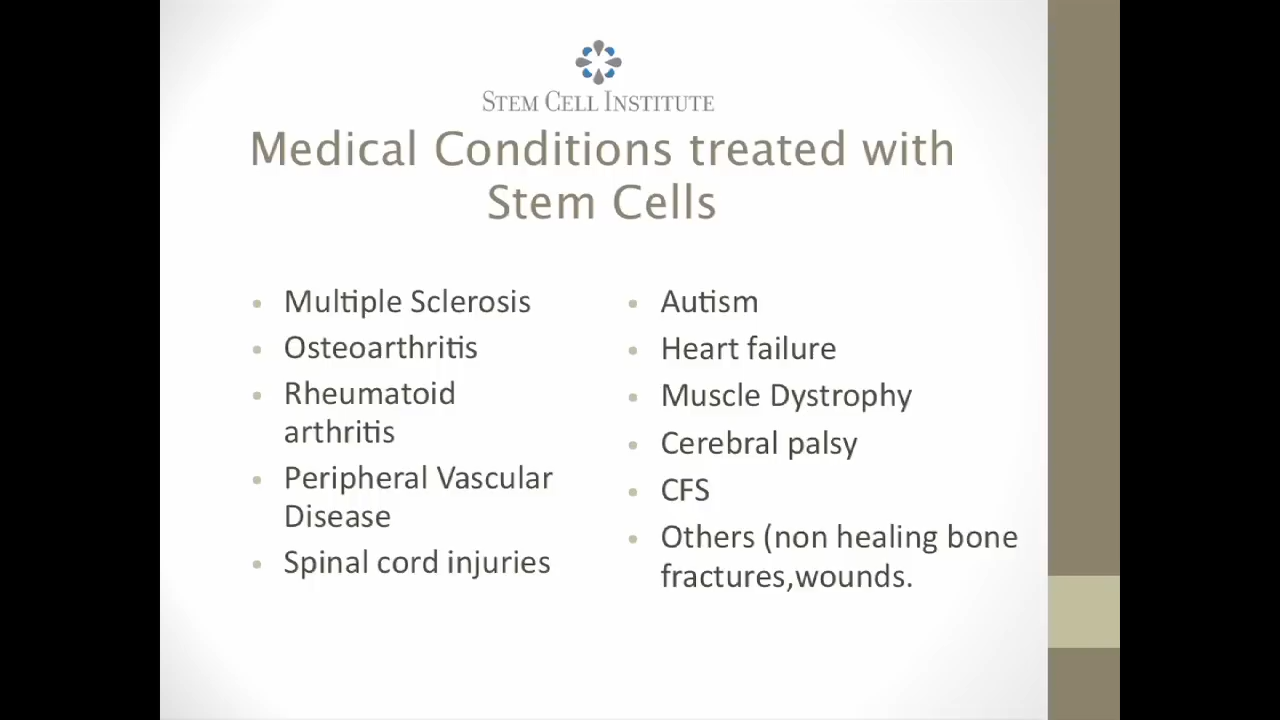 STEM CELL INSTITUTE
Medical Conditions treated with
Stem Cells
• Multiple Sclerosis
• Osteoarthritis
• Rheumatoid
arthritis
• Peripheral Vascular
Disease
• Spinal cord injuries
• Autism
• Heart failure
• Muscle Dystrophy
• Cerebral palsy
• CFS
• Others (non healing bone
fractures,wounds.